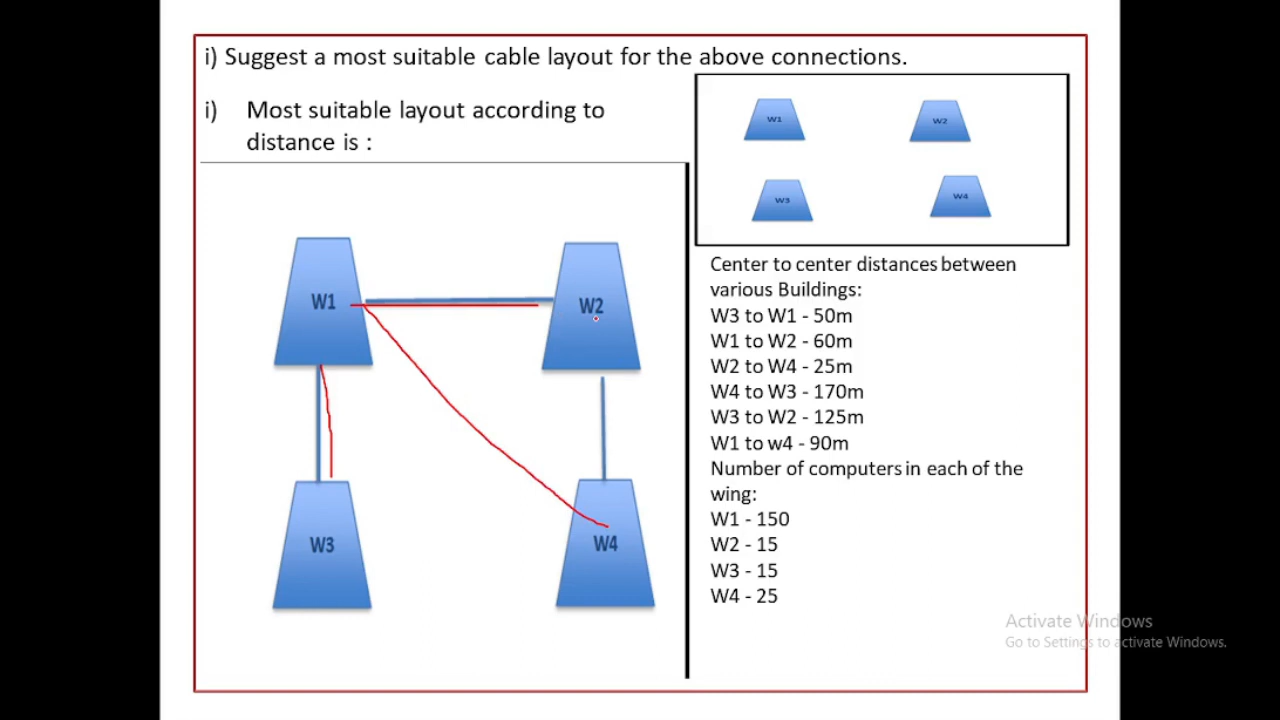 i) Suggest a most suitable cable layout for the above connections.
i) Most suitable layout according to
distance is :
W1
W2
W3
W4
W1
W2
W3
W4
Center to center distances between
various Buildings:
W3 to W1 - 50m
W1 to W2 - 60m
W2 to W4 - 25m
W4 to W3 - 170m
W3 to W2 - 125m
W1 to w4 - 90m
Number of computers in each of the
wing:
W1 - 150
W2 - 15
W3 - 15
W4 - 25
Activate Windows
Go to Settings to activate Windows.